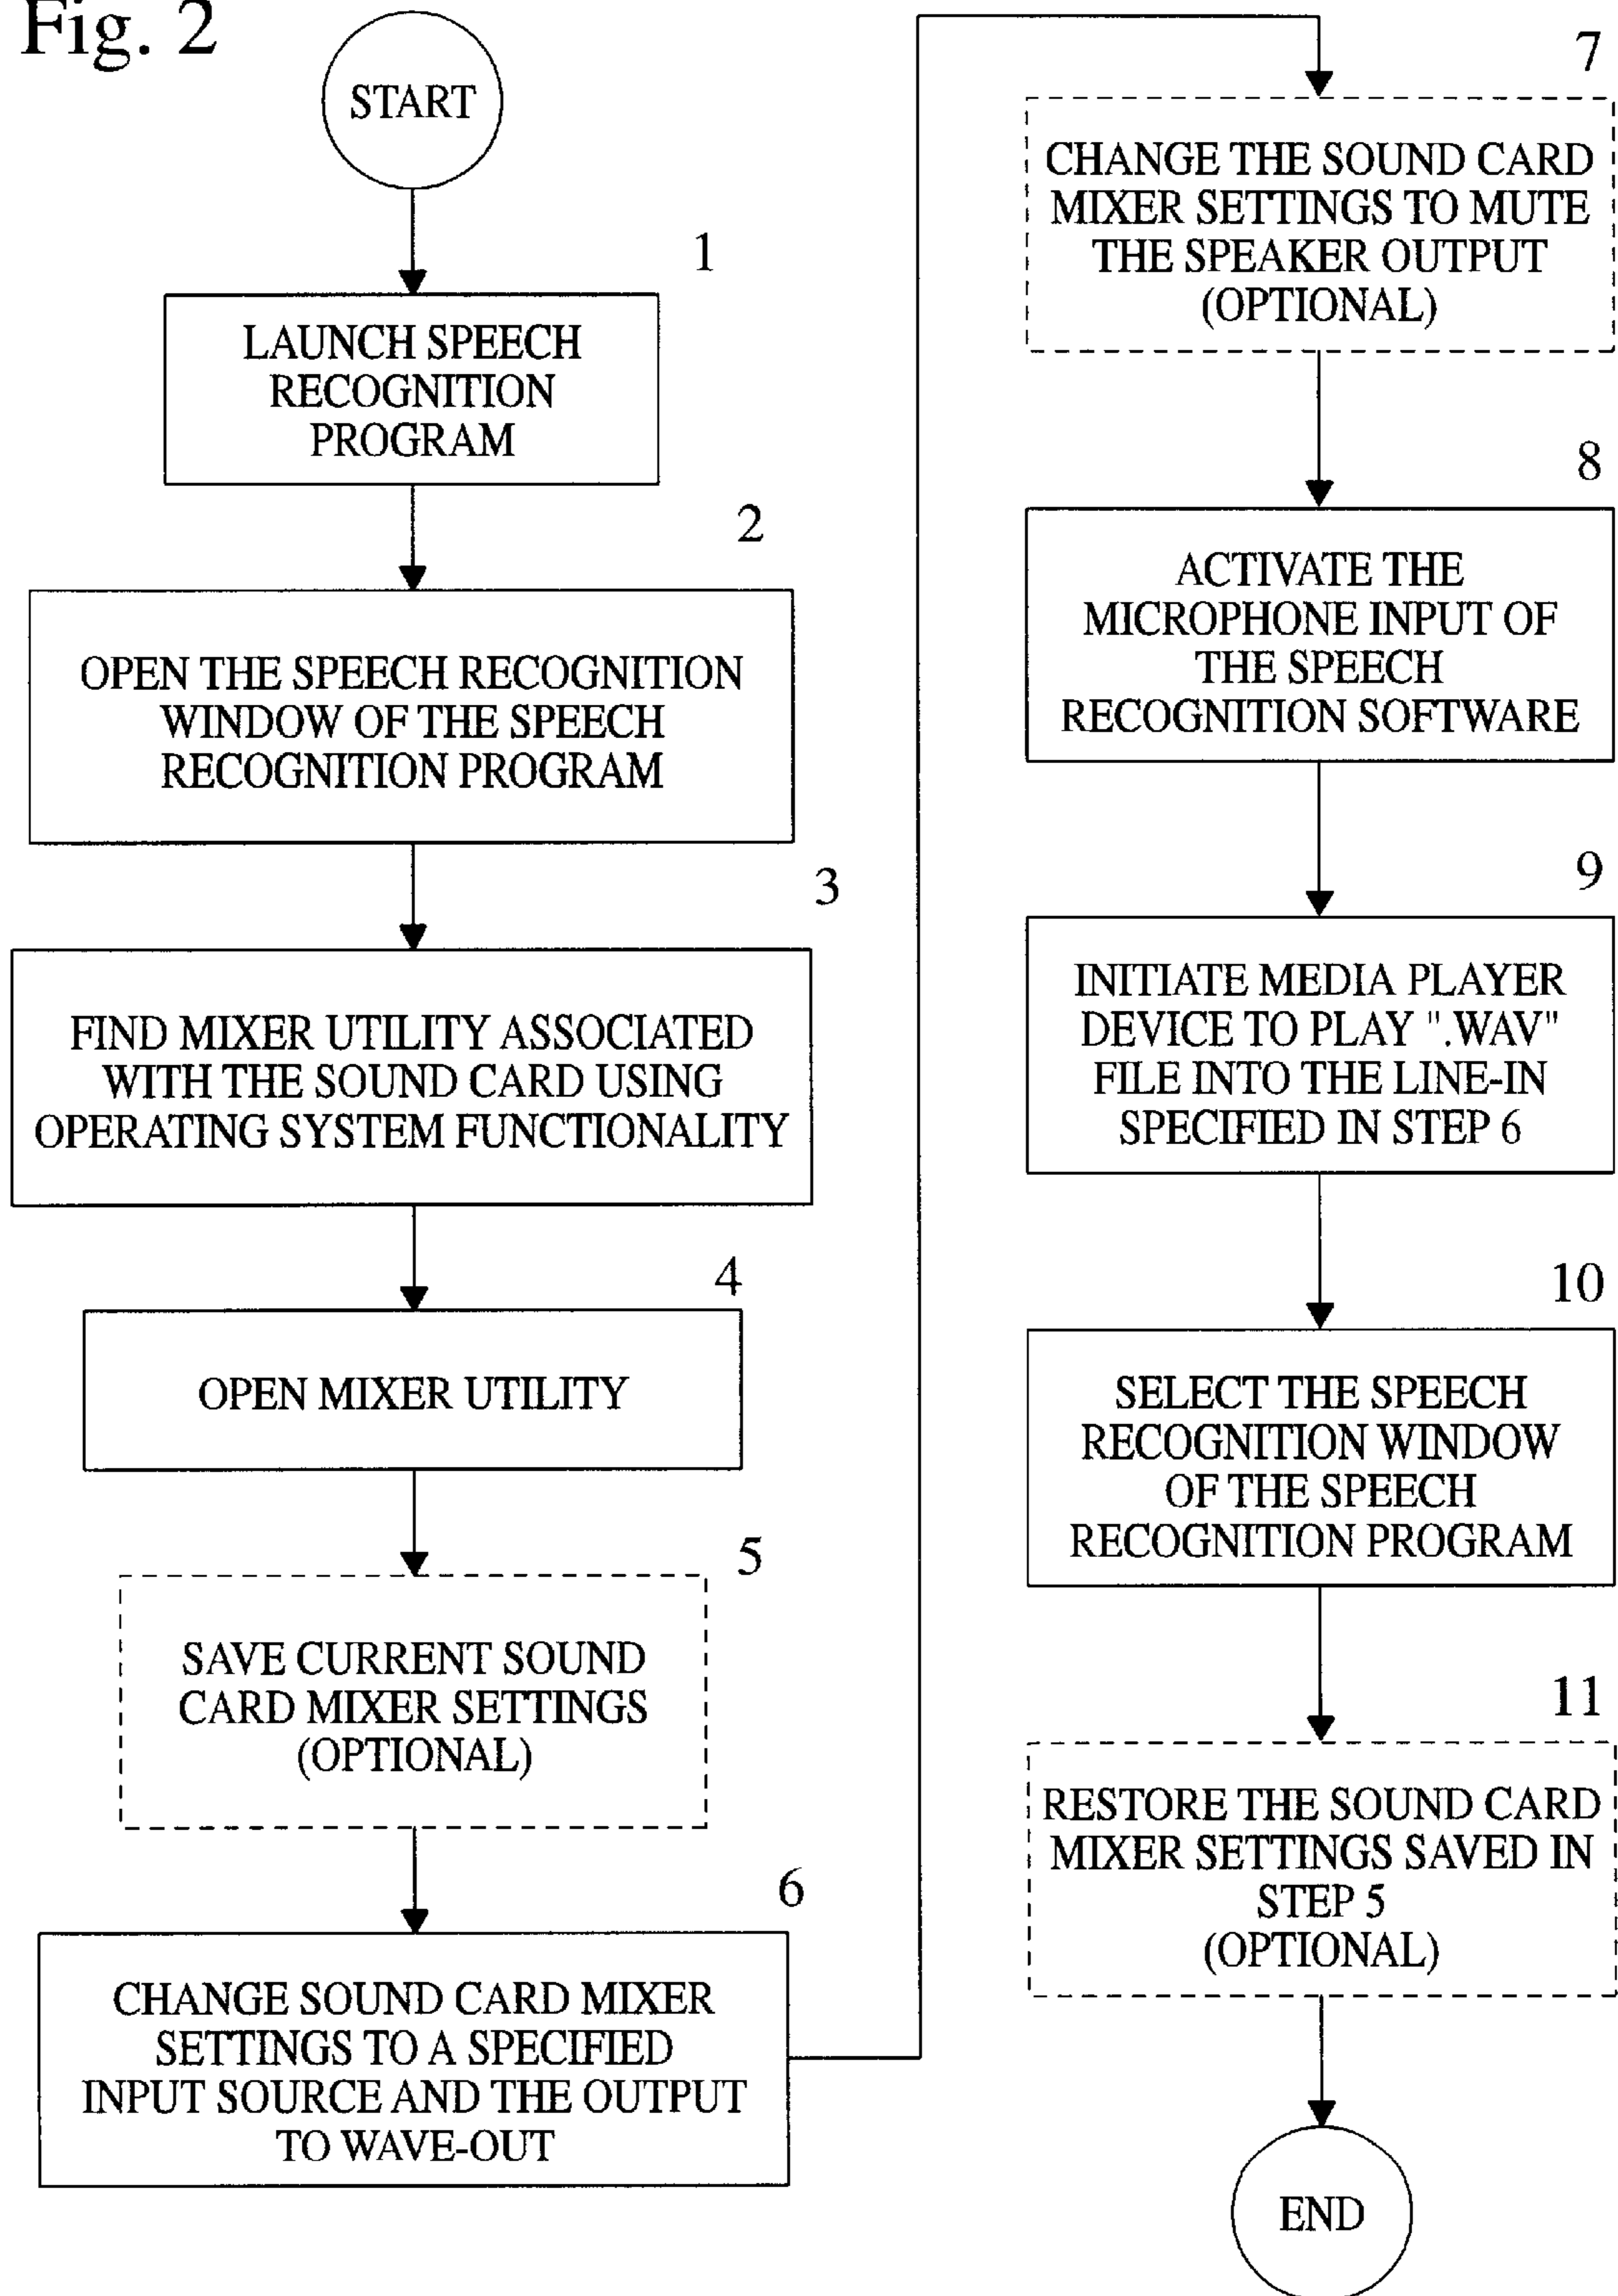 Fig. 2
START
1
LAUNCH SPEECH
RECOGNITION
PROGRAM
2
OPEN THE SPEECH RECOGNITION
WINDOW OF THE SPEECH
RECOGNITION PROGRAM
3
FIND MIXER UTILITY ASSOCIATED
WITH THE SOUND CARD USING
OPERATING SYSTEM FUNCTIONALITY
4
OPEN MIXER UTILITY
5
SAVE CURRENT SOUND
CARD MIXER SETTINGS
(OPTIONAL)
6
CHANGE SOUND CARD MIXER
SETTINGS TO A SPECIFIED
INPUT SOURCE AND THE OUTPUT
TO WAVE-OUT
7
CHANGE THE SOUND CARD
MIXER SETTINGS TO MUTE
THE SPEAKER OUTPUT
(OPTIONAL)
8
ACTIVATE THE
MICROPHONE INPUT OF
THE SPEECH
RECOGNITION SOFTWARE
9
INITIATE MEDIA PLAYER
DEVICE TO PLAY ".WAV"
FILE INTO THE LINE-IN
SPECIFIED IN STEP 6
10
SELECT THE SPEECH
RECOGNITION WINDOW
OF THE SPEECH
RECOGNITION PROGRAM
11
RESTORE THE SOUND CARD
MIXER SETTINGS SAVED IN
STEP 5
(OPTIONAL)
END